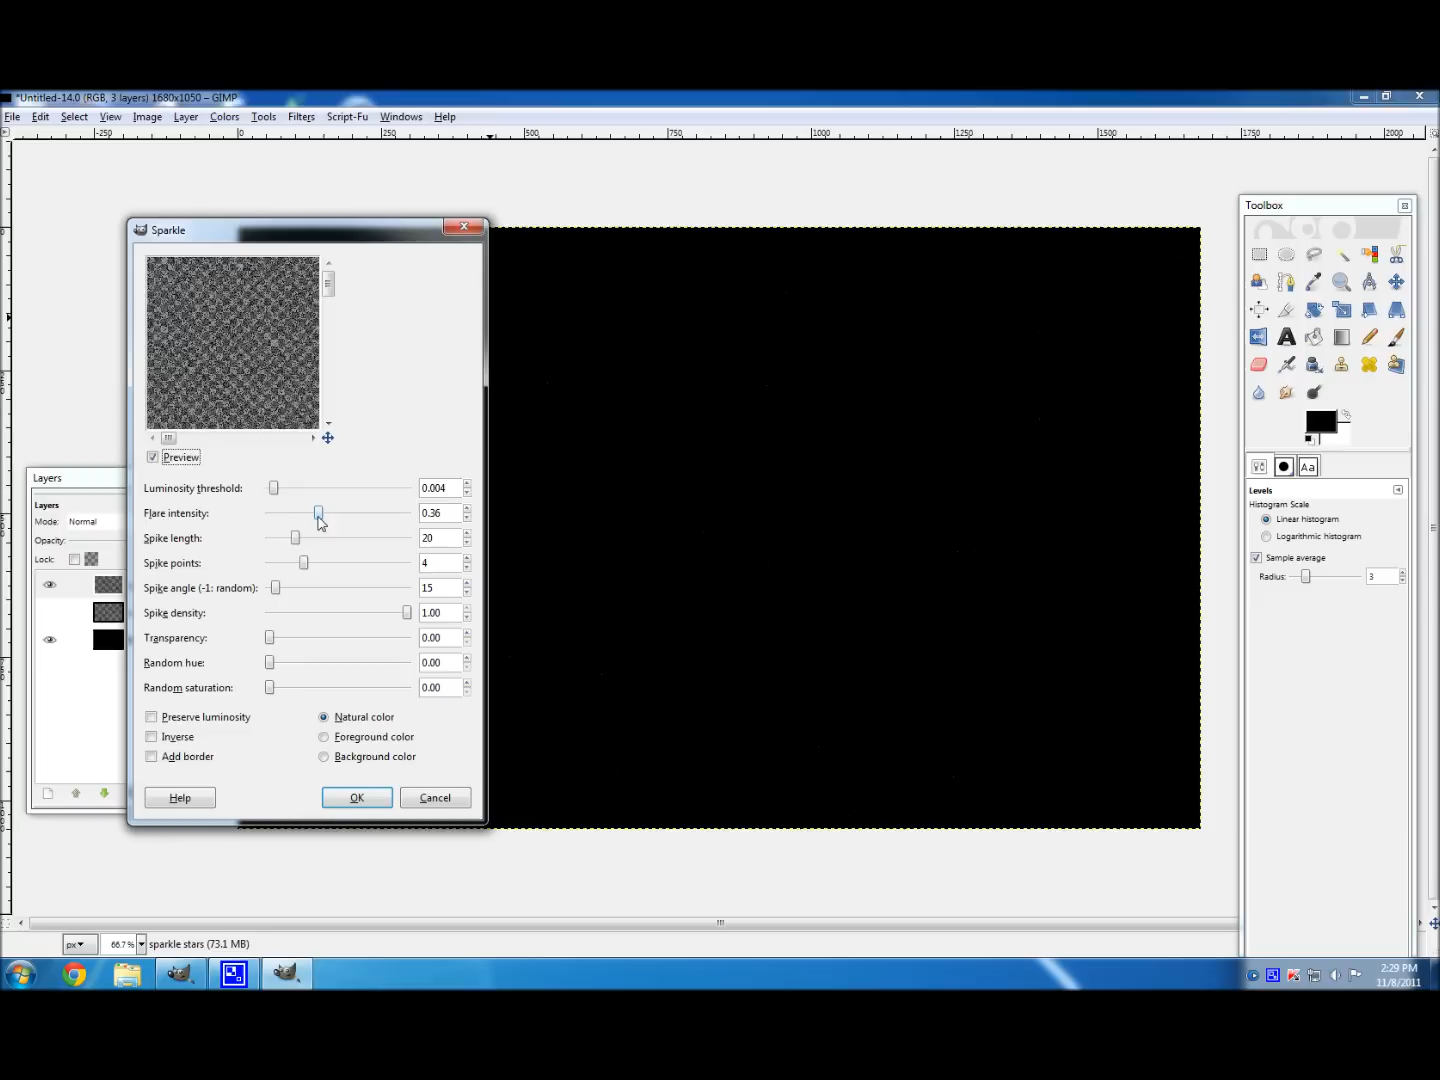 *Untitled-14.0 (RGB, 3 layers) 1680x1050 – GIMP
File Edit Select View Image Layer Colors Tools Filters Script-Fu Windows Help
-250 0 250 500 750 1000 1250 1500 1750 2000
Toolbox
Sparkle
Preview
Luminosity threshold: 0.004
Flare intensity: 0.36
Spike length: 20
Spike points: 4
Spike angle (-1: random): 15
Spike density: 1.00
Transparency: 0.00
Random hue: 0.00
Random saturation: 0.00
Preserve luminosity
Natural color
Inverse
Foreground color
Add border
Background color
Help OK Cancel
Layers
Layers
Mode: Normal
Opacity:
Lock:
Aa
Levels
Histogram Scale
Linear histogram
Logarithmic histogram
Sample average
Radius: 3
px 66.7 % sparkle stars (73.1 MB)
2:29 PM
11/8/2011